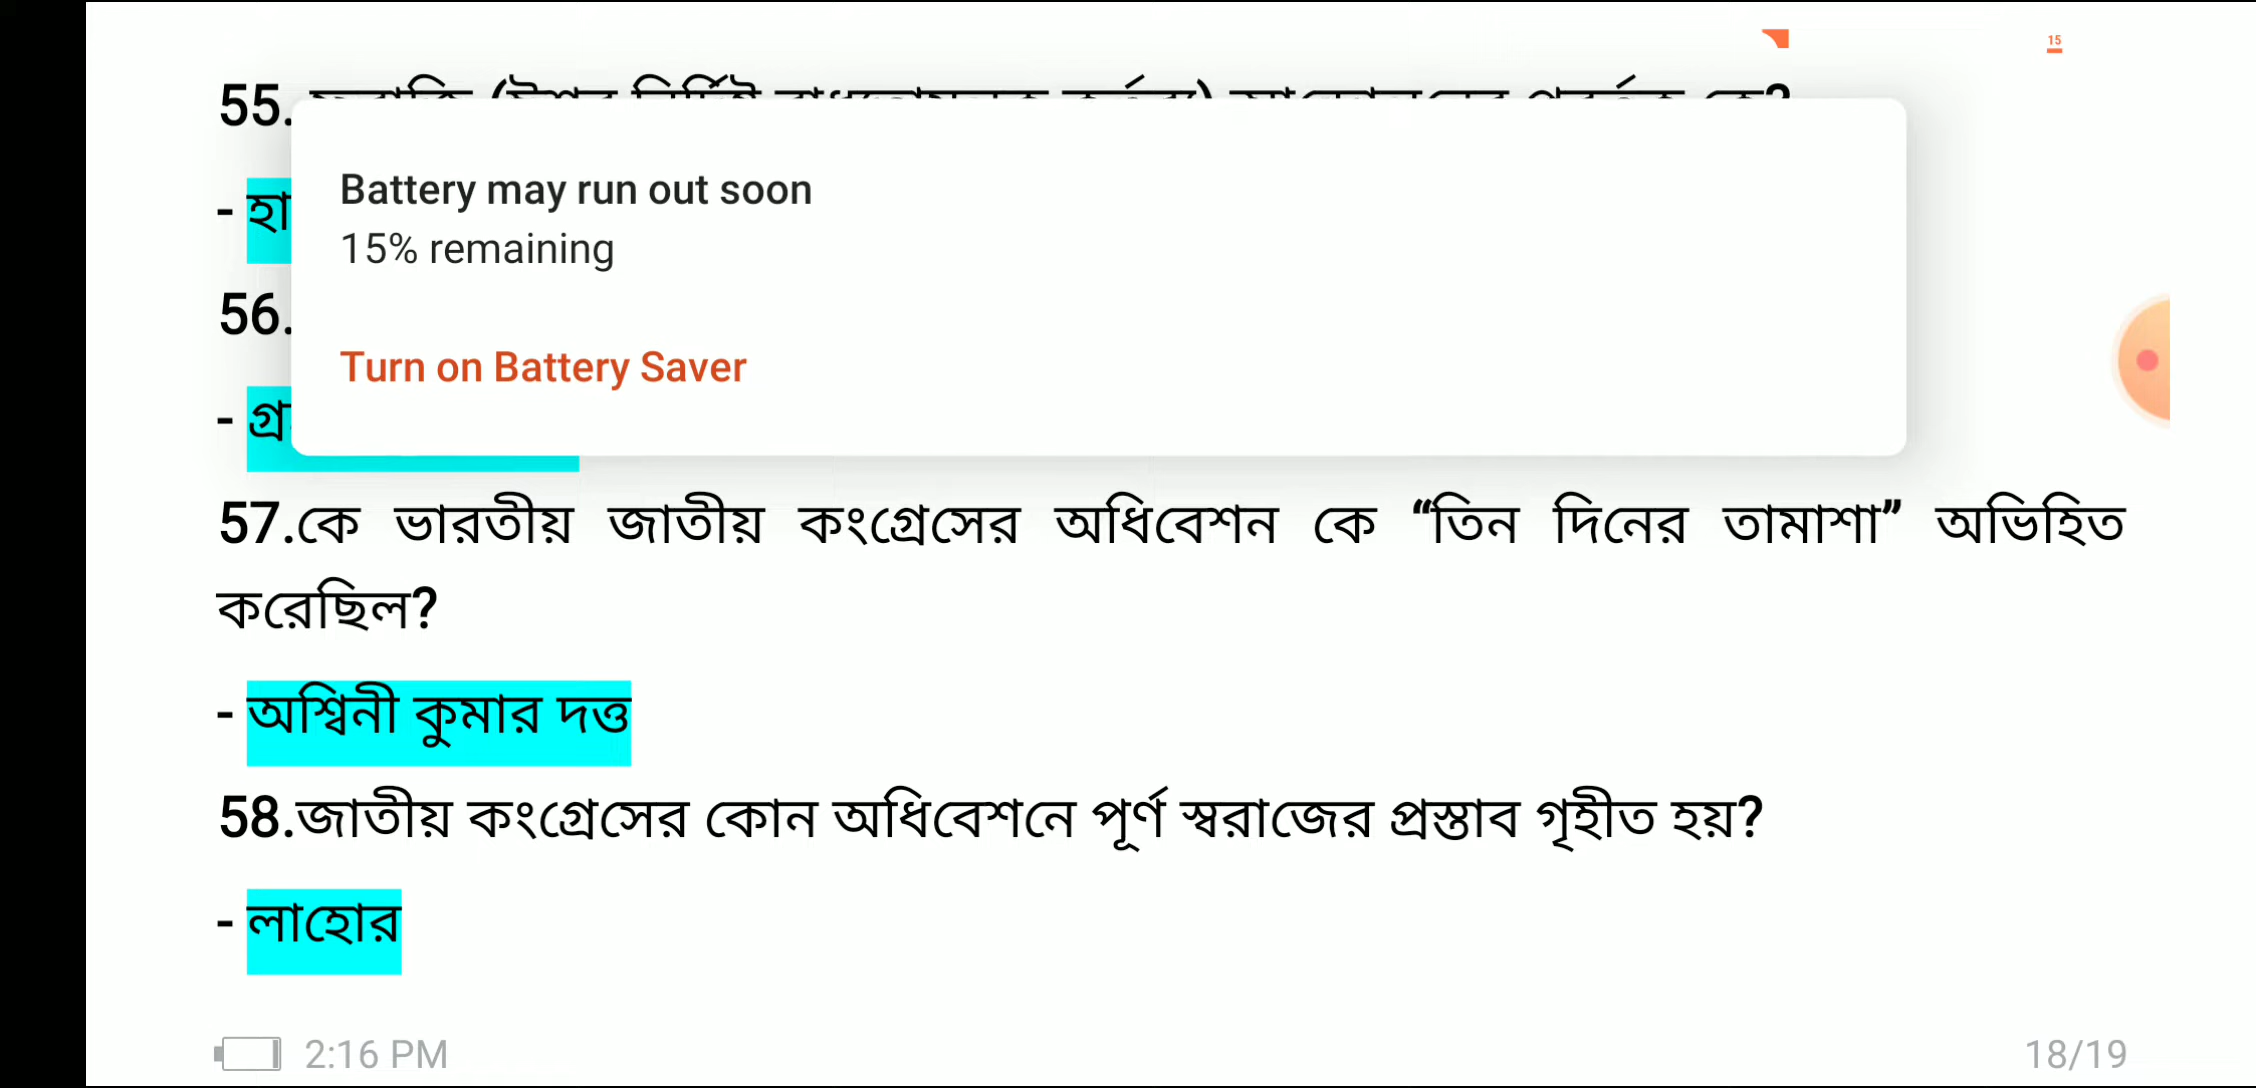 15
55.
Battery may run out soon
- হা
15% remaining
56.
Turn on Battery Saver
- গ্র
57.কে ভারতীয় জাতীয় কংগ্রেসের অধিবেশন কে “তিন দিনের তামাশা” অভিহিত
করেছিল?
- অশ্বিনী কুমার দত্ত
58.জাতীয় কংগ্রেসের কোন অধিবেশনে পূর্ণ স্বরাজের প্রস্তাব গৃহীত হয়?
- লাহোর
2:16 PM
18/19